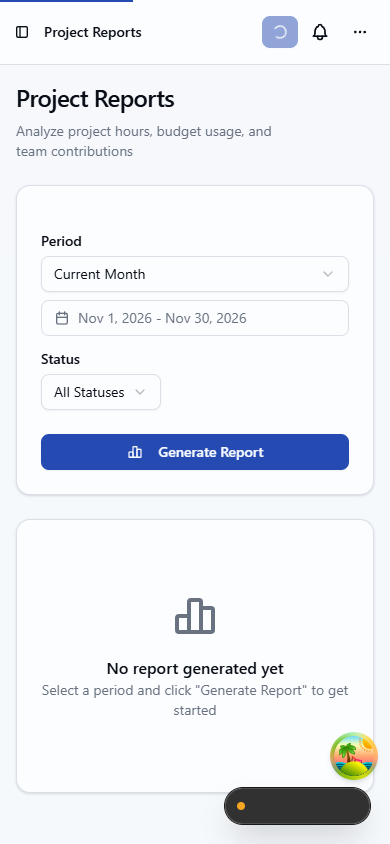 Project Reports
Project Reports
Analyze project hours, budget usage, and
team contributions
Period
Current Month
Nov 1, 2026 - Nov 30, 2026
Status
All Statuses
Generate Report
No report generated yet
Select a period and click "Generate Report" to get
started